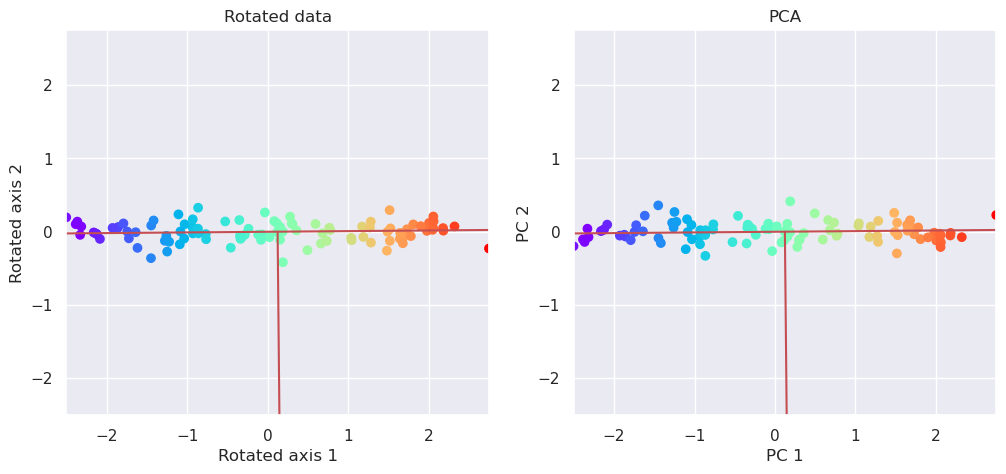 Rotated data
2
1
0
−1
−2
Rotated axis 2
−2 −1 0 1 2
Rotated axis 1
PCA
2
1
0
−1
−2
PC 2
−2 −1 0 1 2
PC 1